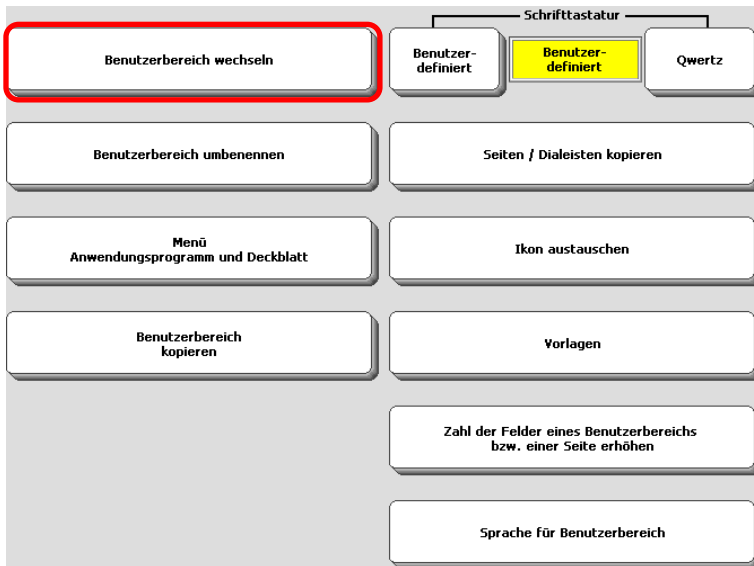 Schrifttastatur
Benutzerbereich wechseln
Benutzer-
definiert
Benutzer-
definiert
Qwertz
Benutzerbereich umbenennen
Seiten / Dialeisten kopieren
Menü
Anwendungsprogramm und Deckblatt
Ikon austauschen
Benutzerbereich
kopieren
Vorlagen
Zahl der Felder eines Benutzerbereichs
bzw. einer Seite erhöhen
Sprache für Benutzerbereich